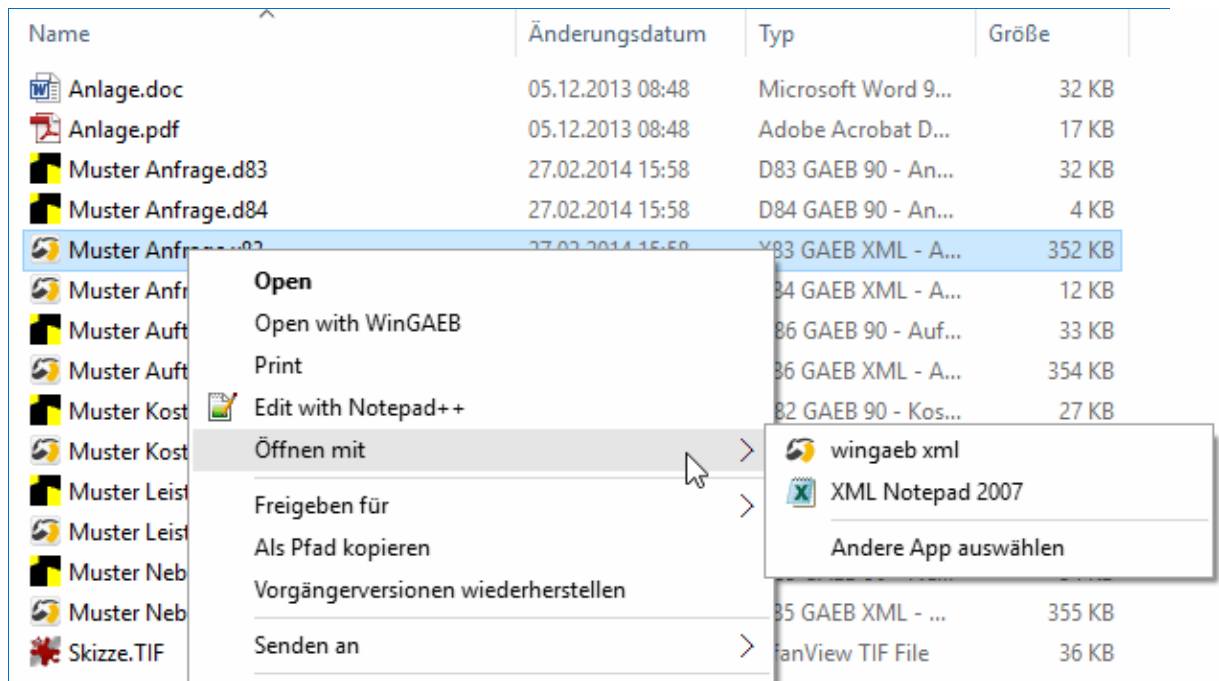 Name Änderungsdatum Typ Größe
Anlage.doc 05.12.2013 08:48 Microsoft Word 9... 32 KB
Anlage.pdf 05.12.2013 08:48 Adobe Acrobat D... 17 KB
Muster Anfrage.d83 27.02.2014 15:58 D83 GAEB 90 - An... 32 KB
Muster Anfrage.d84 27.02.2014 15:58 D84 GAEB 90 - An... 4 KB
Muster Anfrage.x83 27.02.2014 15:58 X83 GAEB XML - A... 352 KB
Muster Anfr 84 GAEB XML - A... 12 KB
Muster Auft 86 GAEB 90 - Auf... 33 KB
Muster Auft 86 GAEB XML - A... 354 KB
Muster Kost 82 GAEB 90 - Kos... 27 KB
Muster Kost
Muster Leist
Muster Leist
Muster Neb
Muster Neb 85 GAEB XML - ... 355 KB
Skizze.TIF fanView TIF File 36 KB
Open
Open with WinGAEB
Print
Edit with Notepad++
Öffnen mit
Freigeben für
Als Pfad kopieren
Vorgängerversionen wiederherstellen
Senden an
wingaeb xml
XML Notepad 2007
Andere App auswählen